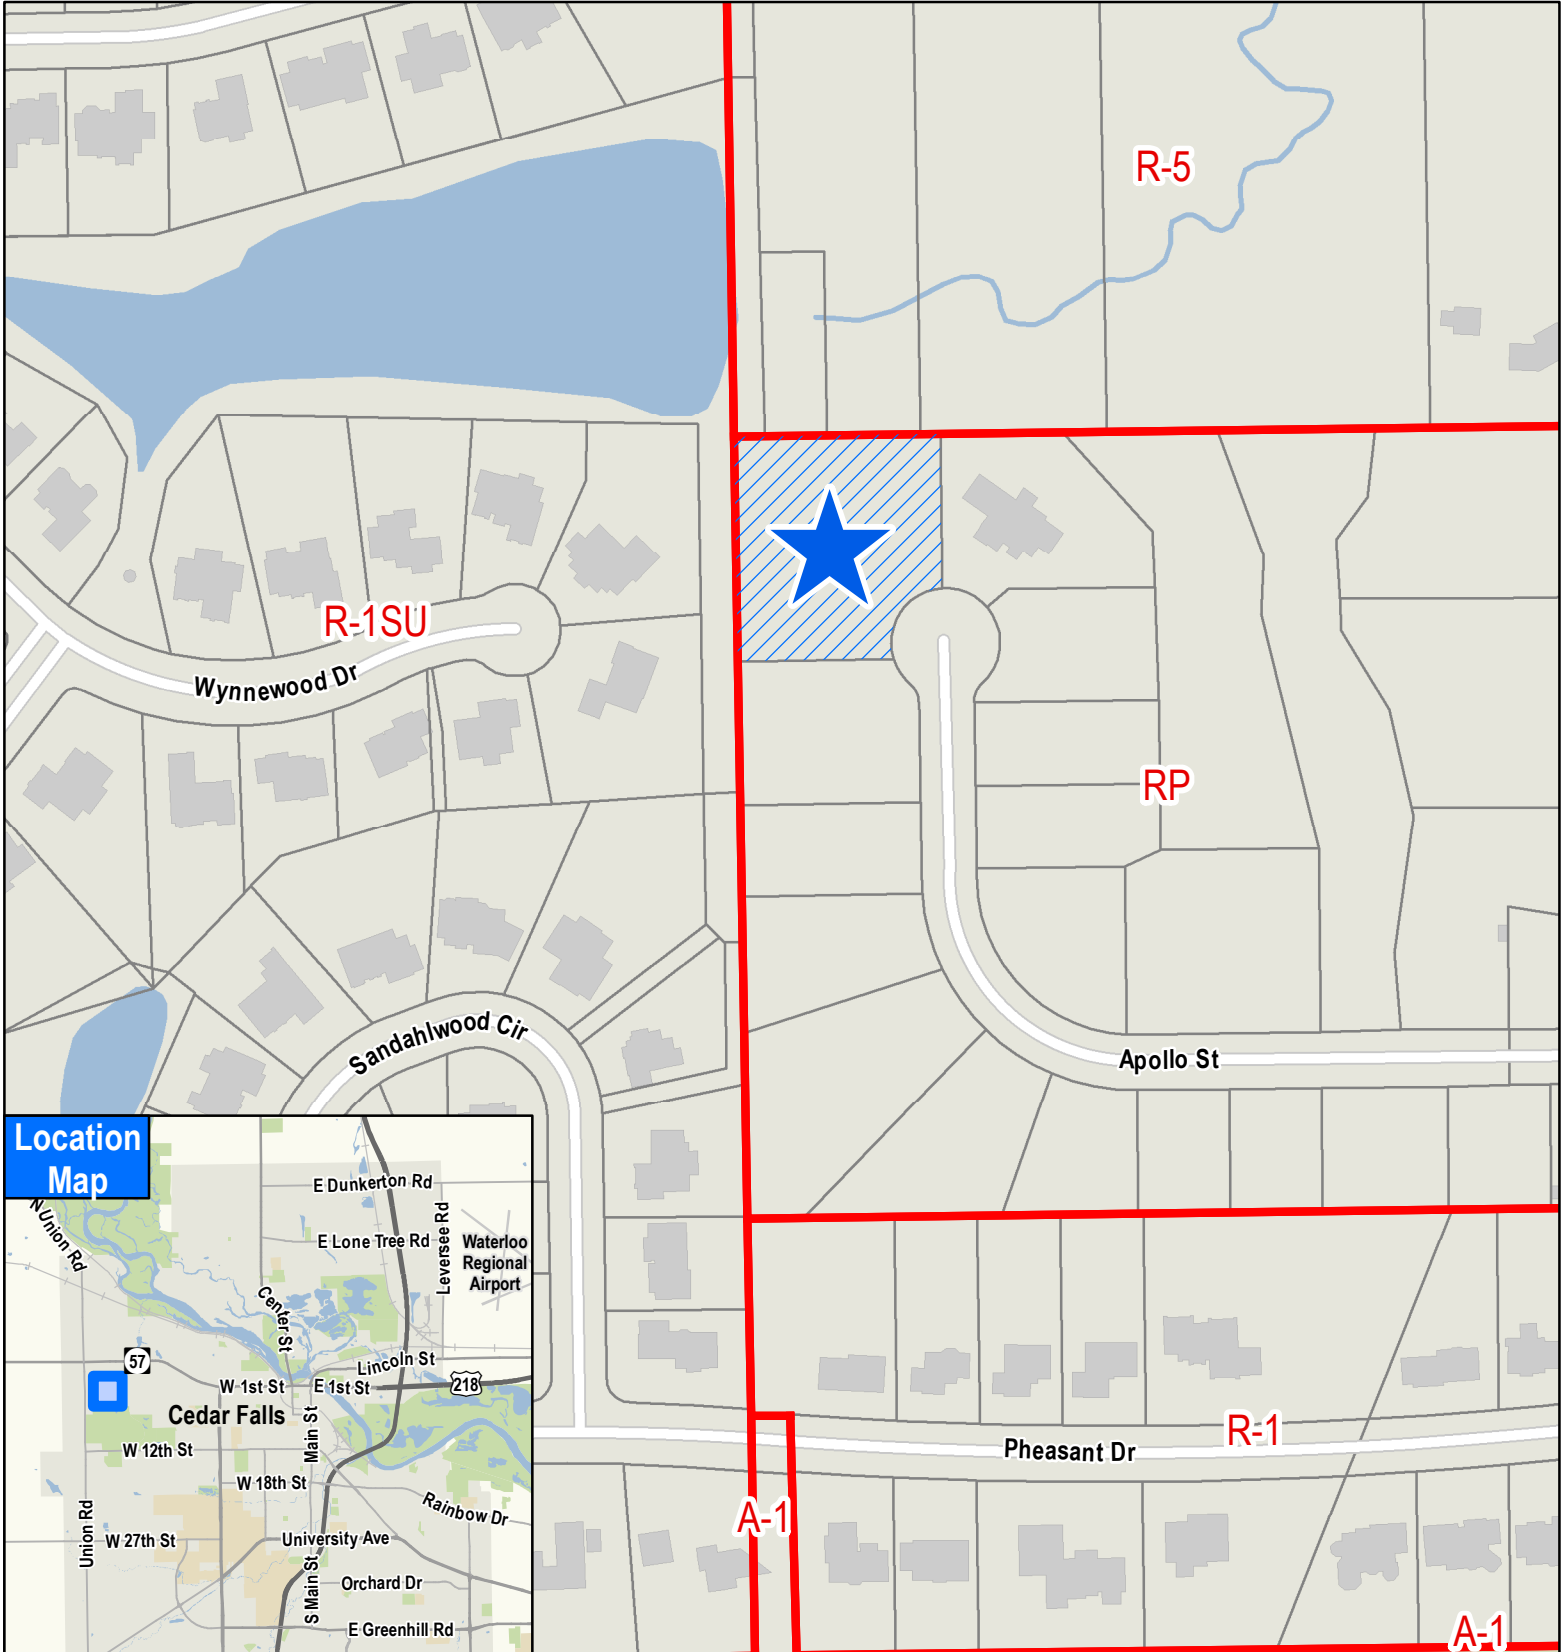 R-5
R-1SU
Wynnewood Dr
RP
Sandahlwood Cir
Apollo St
Location
Map
E Dunkerton Rd
N Union Rd
E Lone Tree Rd
Leversee Rd
Waterloo
Regional
Airport
Center St
57
Lincoln St
W 1st St
E 1st St
218
Cedar Falls
Main St
W 12th St
W 18th St
Rainbow Dr
Union Rd
W 27th St
University Ave
S Main St
Orchard Dr
E Greenhill Rd
R-1
Pheasant Dr
A-1
A-1